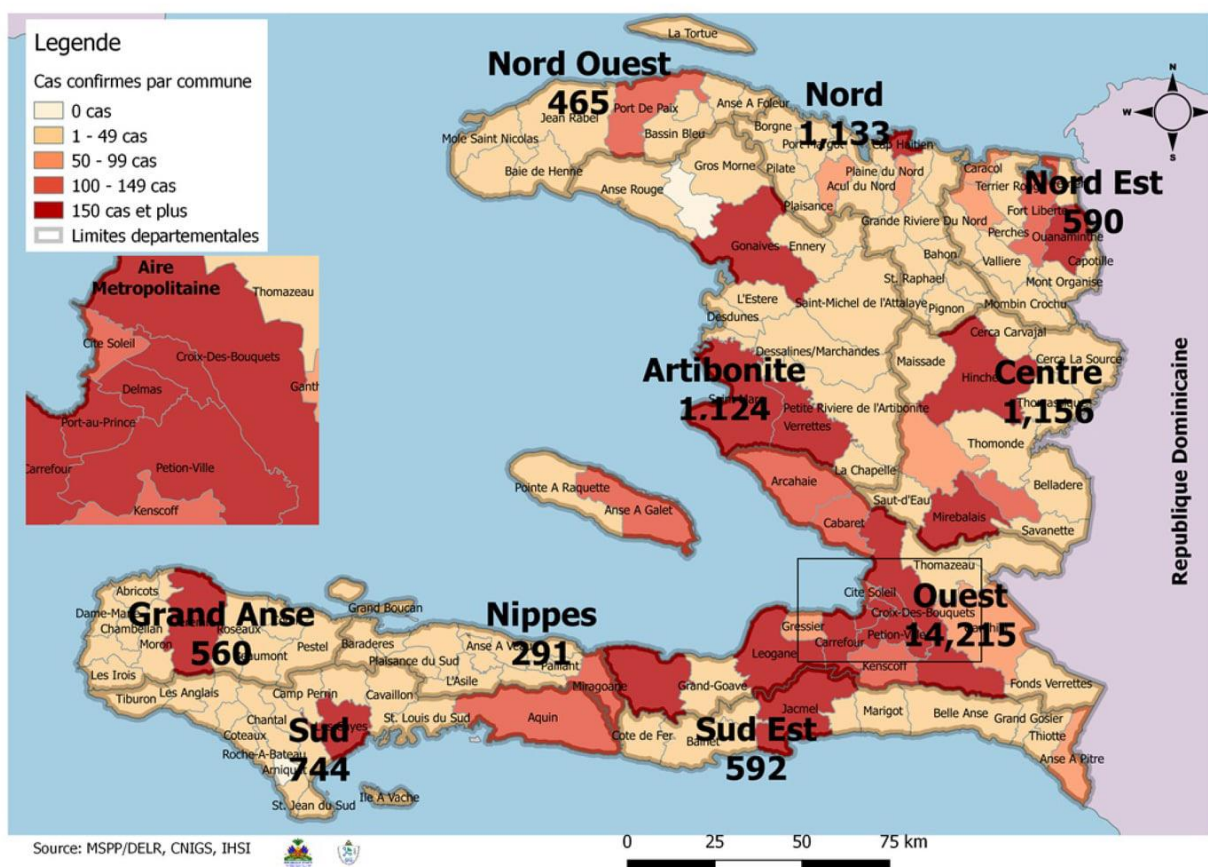 Legende
Cas confirmes par commune
0 cas
1 - 49 cas
50 - 99 cas
100 - 149 cas
150 cas et plus
Limites departementales
Aire
Metropolitaine
Thomazeau
Cite Soleil
Croix-Des-Bouquets
Delmas
Port-au-Prince
Carrefour
Petion-Ville
Kenscoff
La Tortue
Nord Ouest
465
Port De Paix
Jean Rabel
Mole Saint Nicolas
Bassin Bleu
Baie de Henne
Anse A Foleur
Nord
1,133
Borgne
Pilate
Plaine du Nord
Acul du Nord
Plaisance
Grande Riviere Du Nord
Bahon
St. Raphael
Pignon
N
W
E
S
Caracol
Nord Est
590
Perches
Ouanaminthe
Capotille
Valliere
Mont Organise
Mombin Crochu
Gros Morne
Anse Rouge
Gonaives
Ennery
L'Estere
Saint-Michel de l'Attalaye
Desdunes
Dessalines/Marchandes
Artibonite
1.124
Petite Riviere de l'Artibonite
Verrettes
La Chapelle
Cerca Carvajal
Maissade
Cerca La Source
Centre
1,156
Thomonde
Belladere
Saut-d'Eau
Mirebalais
Savanette
Republique Dominicaine
Pointe A Raquette
Anse A Galet
Arcahaie
Cabaret
Thomazeau
Cite Soleil
Ouest
14,215
Croix-Des-Bouquets
Petion-Ville
Gressier
Carrefour
Leogane
Kenscoff
Fonds Verrettes
Grand-Goave
Abricots
Grand Anse
560
Chambellan
Moron
Roseaux
Pestel
Les Irois
Grand Boucan
Baraderes
Nippes
291
Plaisance du Sud
L'Asile
Paillant
Miragoane
Tiburon
Les Anglais
Camp Perrin
Cavaillon
St. Louis du Sud
Aquin
Chantal
Coteaux
Sud
744
Roche-A-Bateau
St. Jean du Sud
Ile A Vache
Cote de Fer
Bainet
Jacmel
Sud Est
592
Marigot
Belle Anse
Grand Gosier
Thiotte
Anse A Pitre
Source: MSPP/DELR, CNIGS, IHSI
0 25 50 75 km